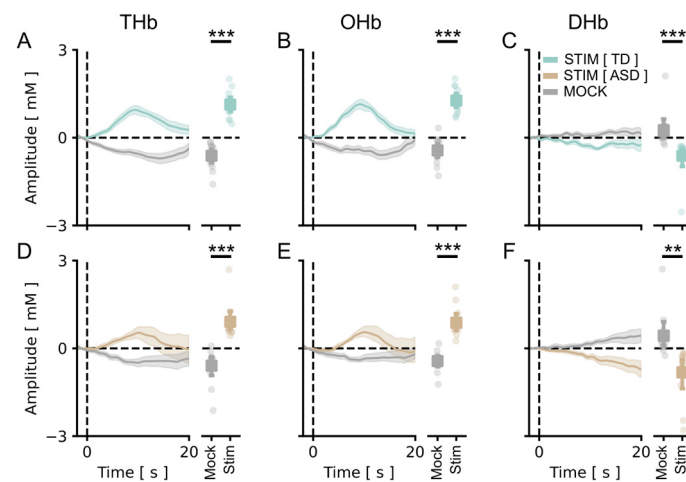 THb OHb DHb
A *** B *** C ***
3
0
−3
Amplitude [ mM ]
STIM [ TD ]
STIM [ ASD ]
MOCK
D *** E *** F **
3
0
−3
Amplitude [ mM ]
0 20 Mock Stim 0 20 Mock Stim 0 20 Mock Stim
Time [ s ] Time [ s ] Time [ s ]